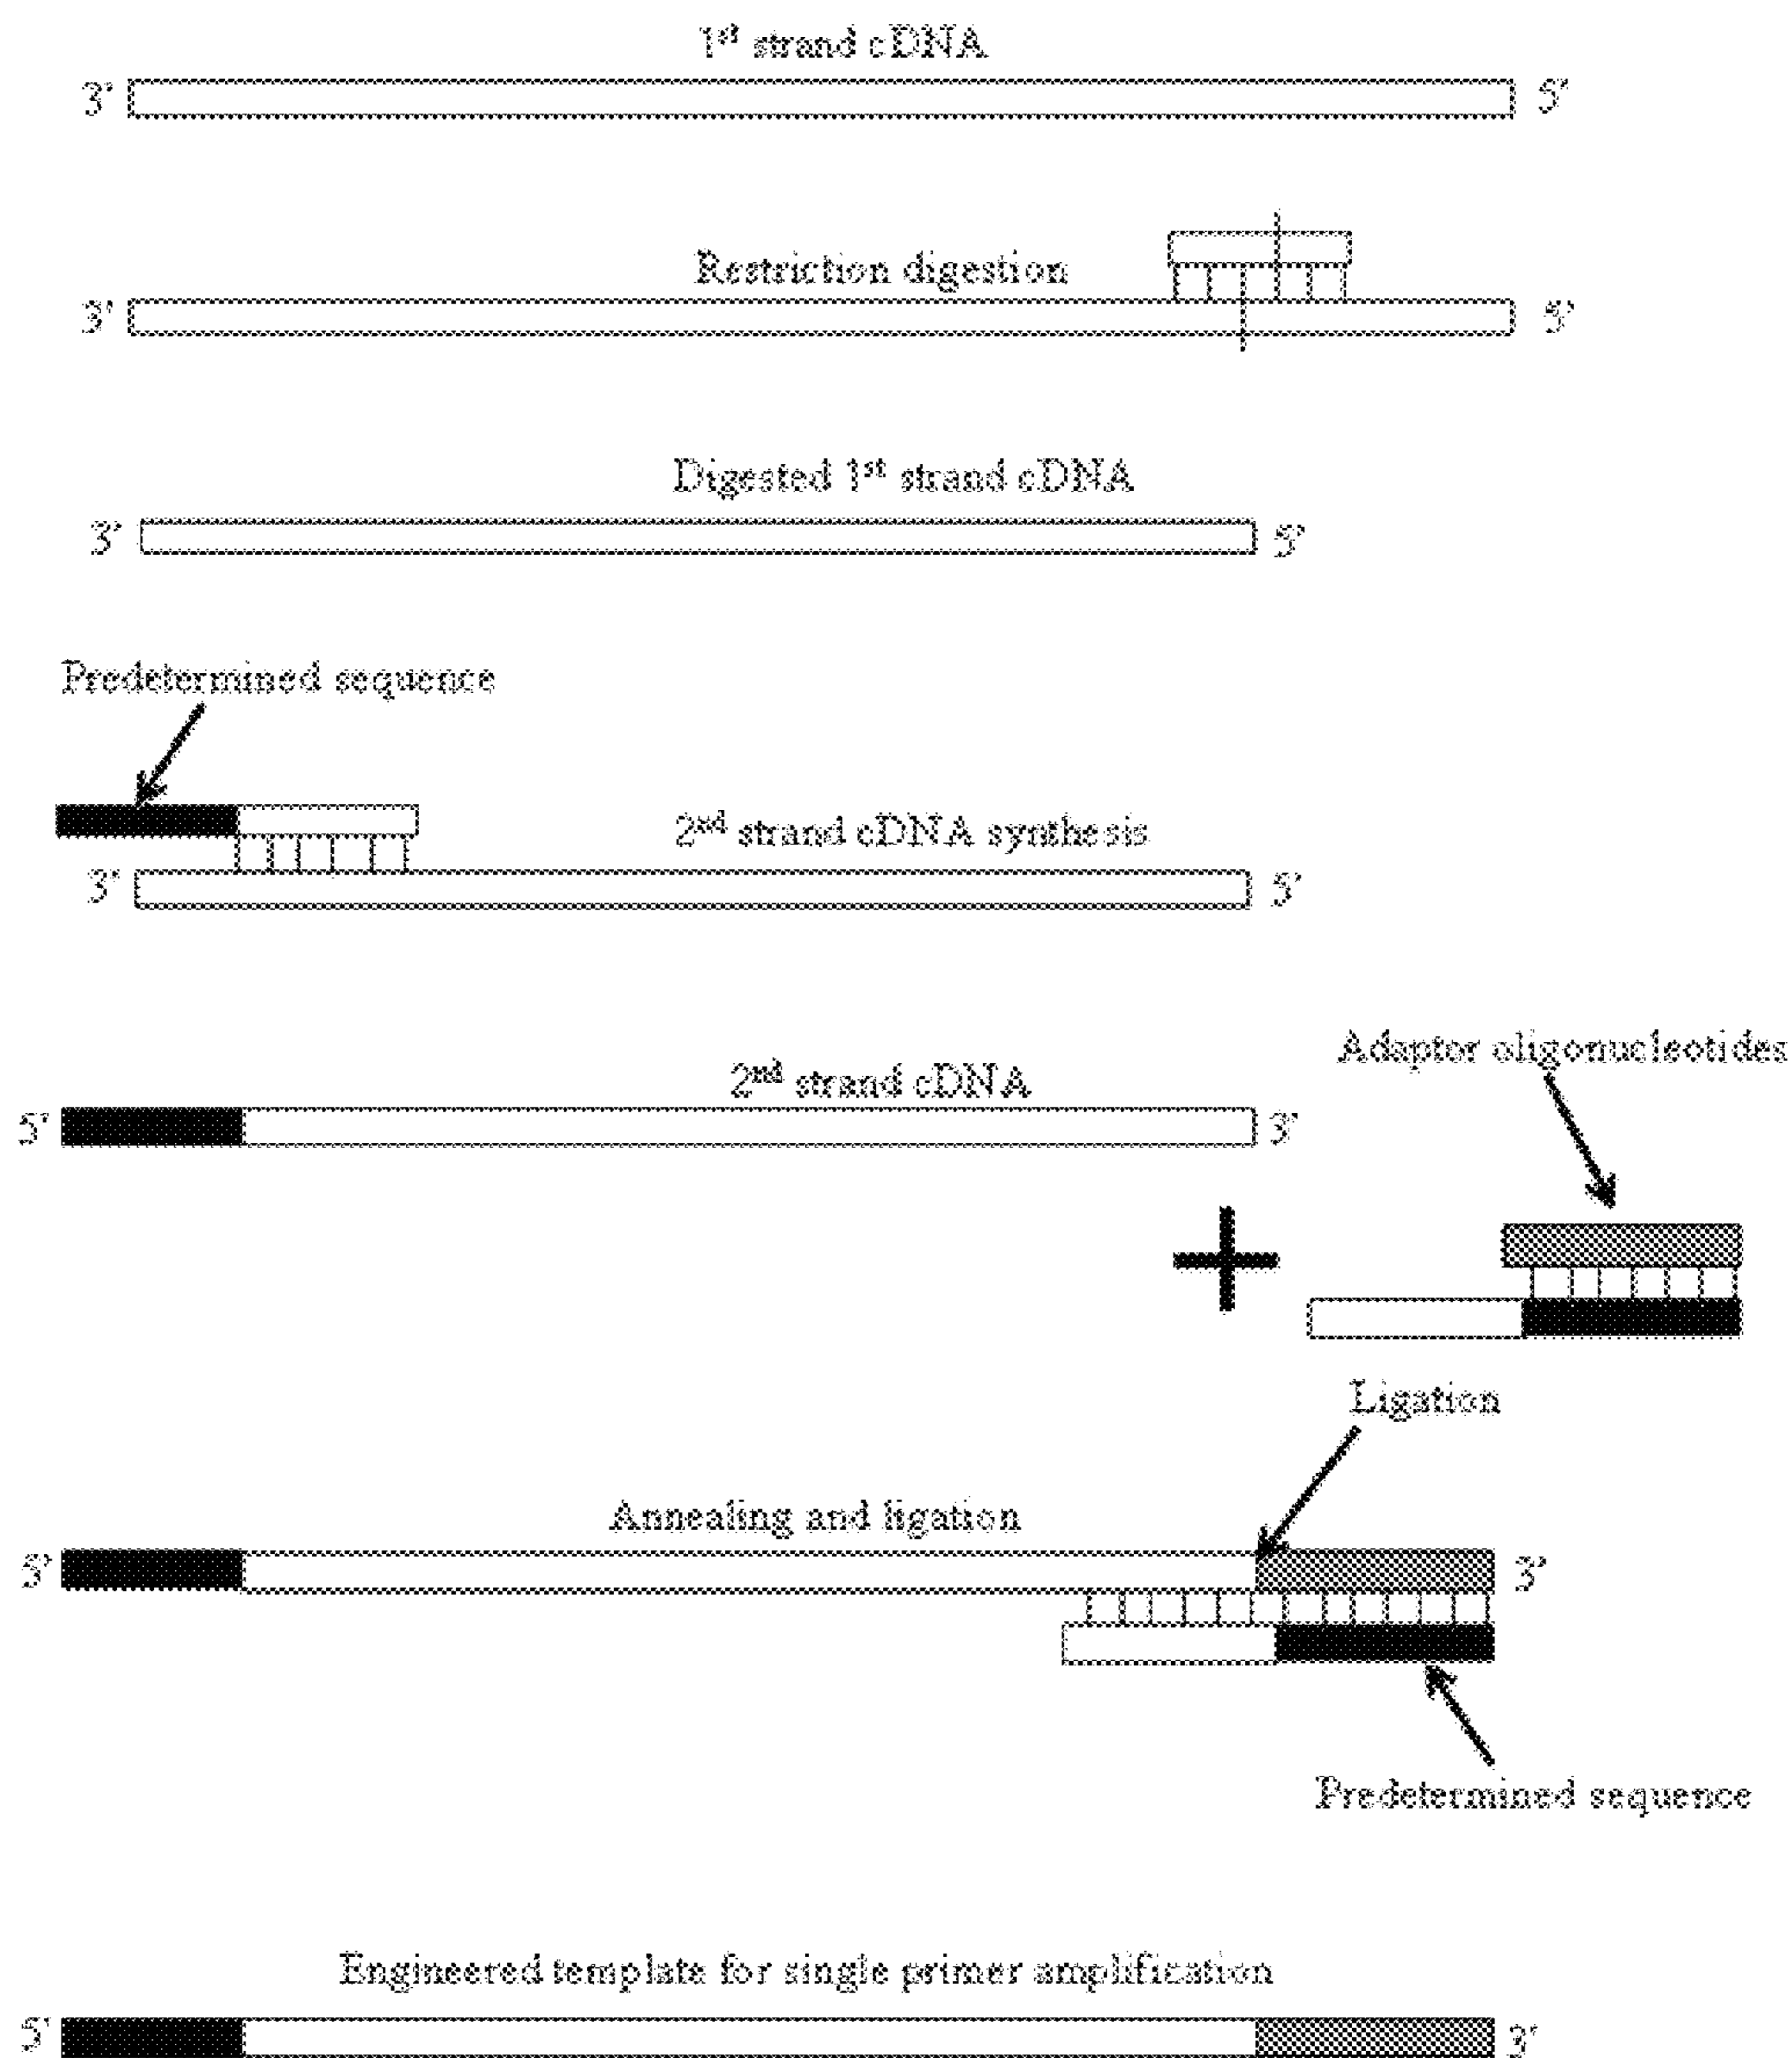 1st strand cDNA
3' 5'
Restriction digestion
3' 5'
Digested 1st strand cDNA
3' 5'
Predetermined sequence
2nd strand cDNA synthesis
3' 5'
Adaptor oligonucleotides
2nd strand cDNA
5' 3'
Ligation
Annealing and ligation
5' 3'
Predetermined sequence
Engineered template for single primer amplification
5' 3'